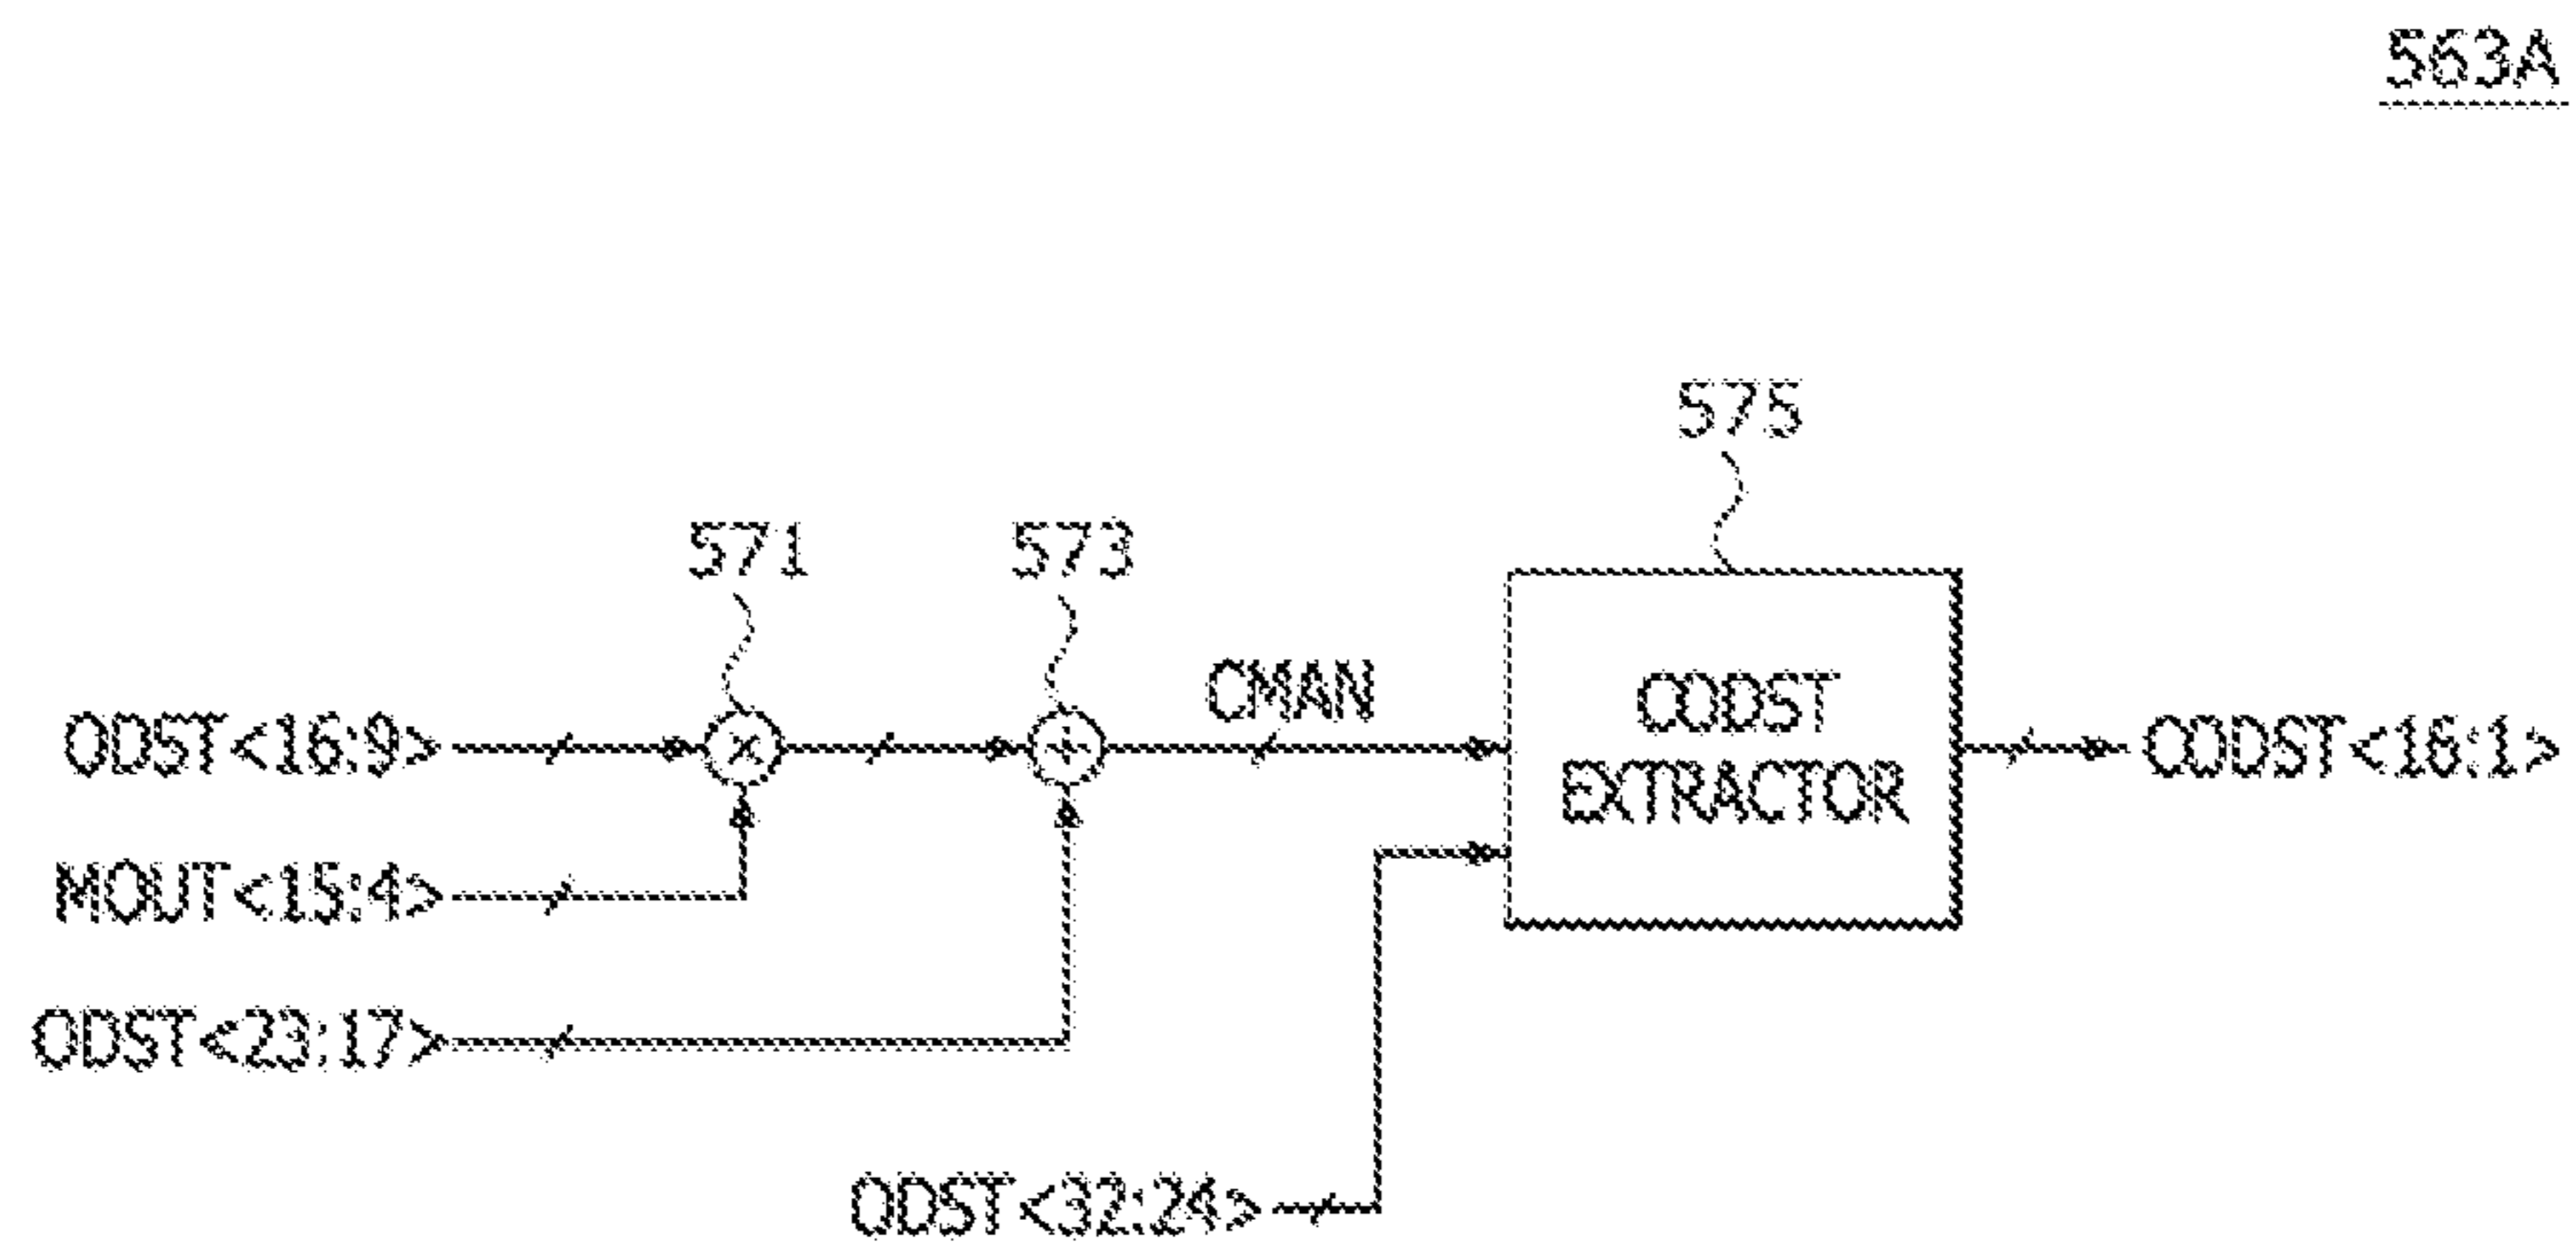 563A
575
571
573
CMAN
ODST<16:9>
CODST
EXTRACTOR
CODST<16:1>
MOUT<15:4>
ODST<23:17>
ODST<32:24>